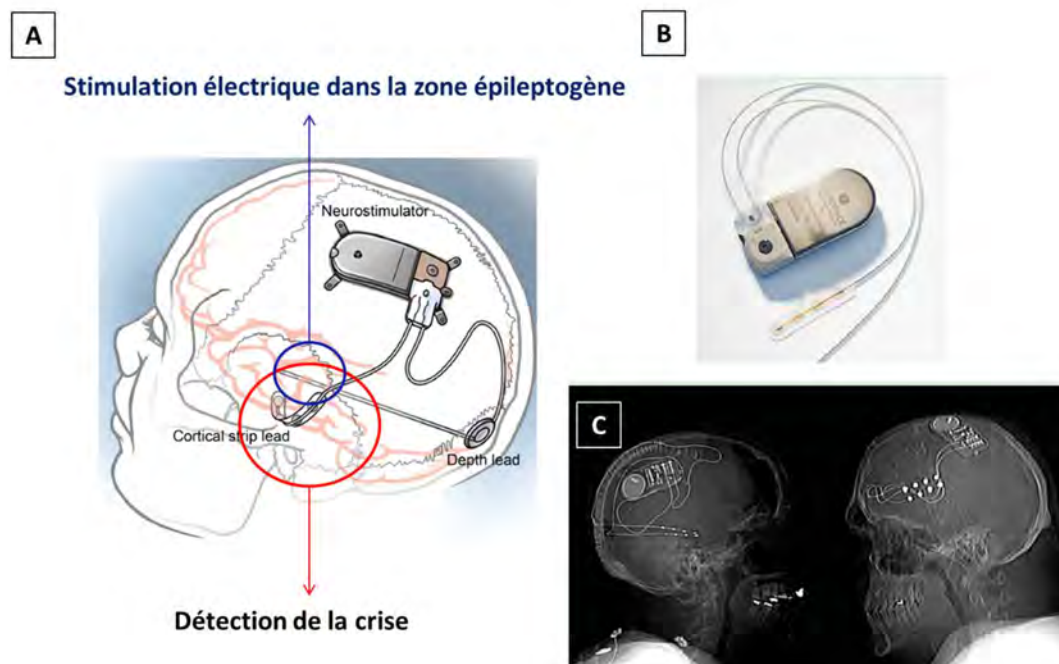 A
Stimulation électrique dans la zone épileptogène
Neurostimulator
Cortical strip lead
Depth lead
Détection de la crise
B
C